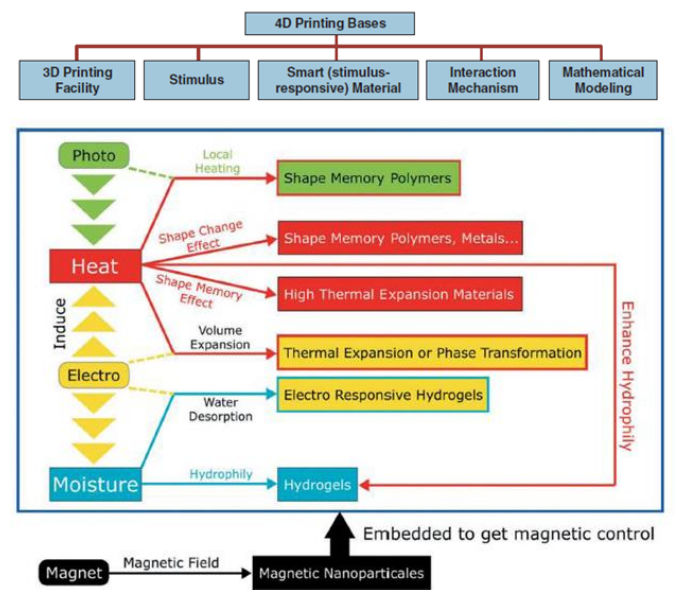 4D Printing Bases
3D Printing
Facility
Stimulus
Smart (stimulus-
responsive) Material
Interaction
Mechanism
Mathematical
Modeling
Photo
Local
Heating
Shape Memory Polymers
Shape Change
Effect
Shape Memory Polymers, Metals...
Heat
Shape Memory
Effect
High Thermal Expansion Materials
Induce
Volume
Expansion
Thermal Expansion or Phase Transformation
Enhance Hydrophily
Electro
Electro Responsive Hydrogels
Water
Desorption
Moisture
Hydrophily
Hydrogels
Embedded to get magnetic control
Magnet
Magnetic Field
Magnetic Nanoparticales